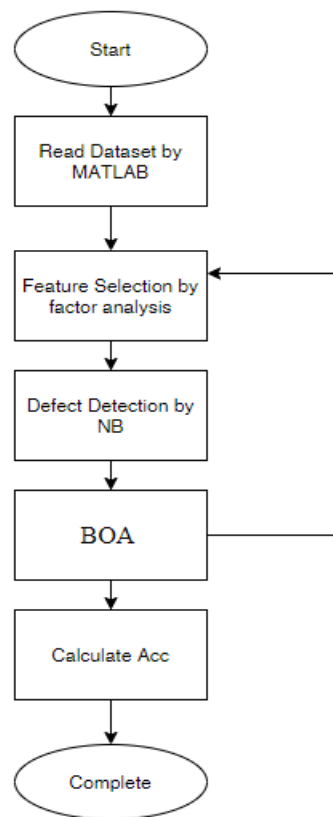 Start
Read Dataset by
MATLAB
Feature Selection by
factor analysis
Defect Detection by
NB
BOA
Calculate Acc
Complete